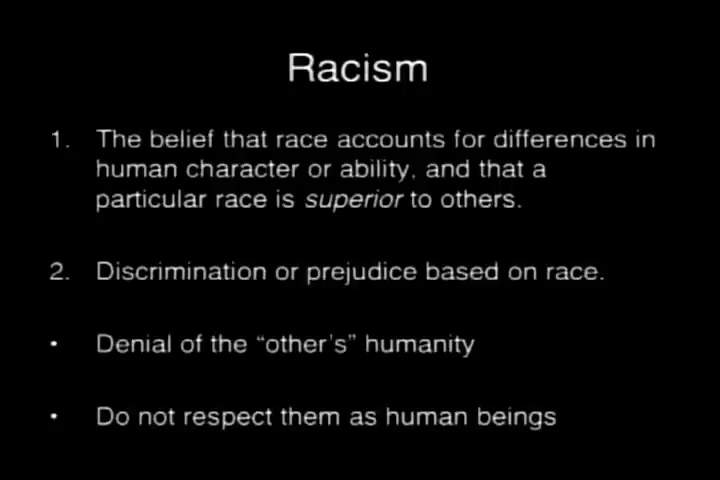 Racism
1. The belief that race accounts for differences in
human character or ability, and that a
particular race is superior to others.
2. Discrimination or prejudice based on race.
• Denial of the “other’s” humanity
• Do not respect them as human beings